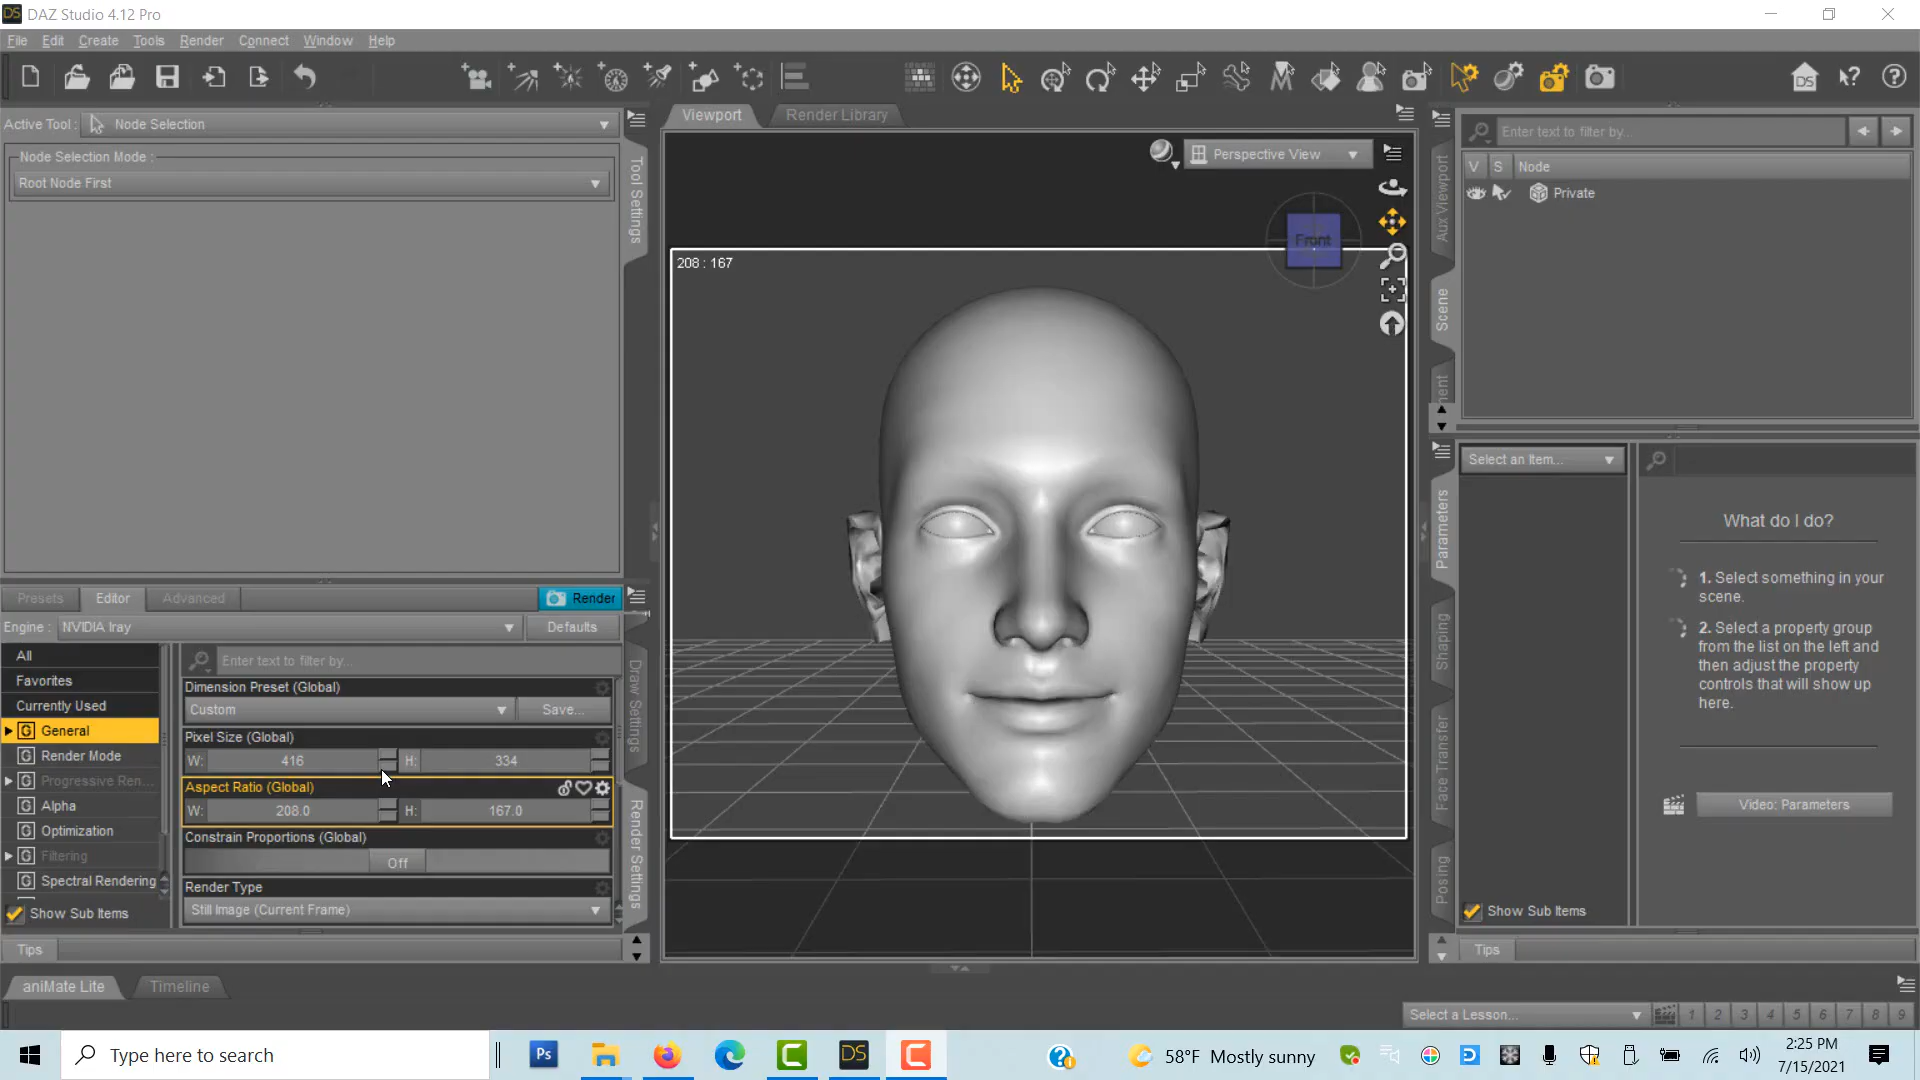 DAZ Studio 4.12 Pro
File Edit Create Tools Render Connect Window Help
Active Tool : Node Selection
Node Selection Mode :
Root Node First
Tool Settings
Presets Editor Advanced Render
Engine : NVIDIA Iray Defaults
All
Favorites
Currently Used
General
Render Mode
Progressive Ren...
Alpha
Optimization
Filtering
Spectral Rendering
Show Sub Items
Enter text to filter by...
Dimension Preset (Global)
Custom Save...
Pixel Size (Global)
W: 416 H: 334
Aspect Ratio (Global)
W: 208.0 H: 167.0
Constrain Proportions (Global)
Off
Render Type
Still Image (Current Frame)
Draw Settings
Render Settings
Tips
aniMate Lite Timeline
Viewport Render Library
Perspective View
208 : 167
Front
Aux Viewport
Scene
Enter text to filter by...
V S Node
Private
Parameters
Shaping
Face Transfer
Posing
Select an Item...
What do I do?
1. Select something in your
scene.
2. Select a property group
from the list on the left and
then adjust the property
controls that will show up
here.
Video: Parameters
Show Sub Items
Tips
Select a Lesson... 1 2 3 4 5 6 7 8 9
Type here to search
Ps
DS
58°F Mostly sunny
2:25 PM
7/15/2021